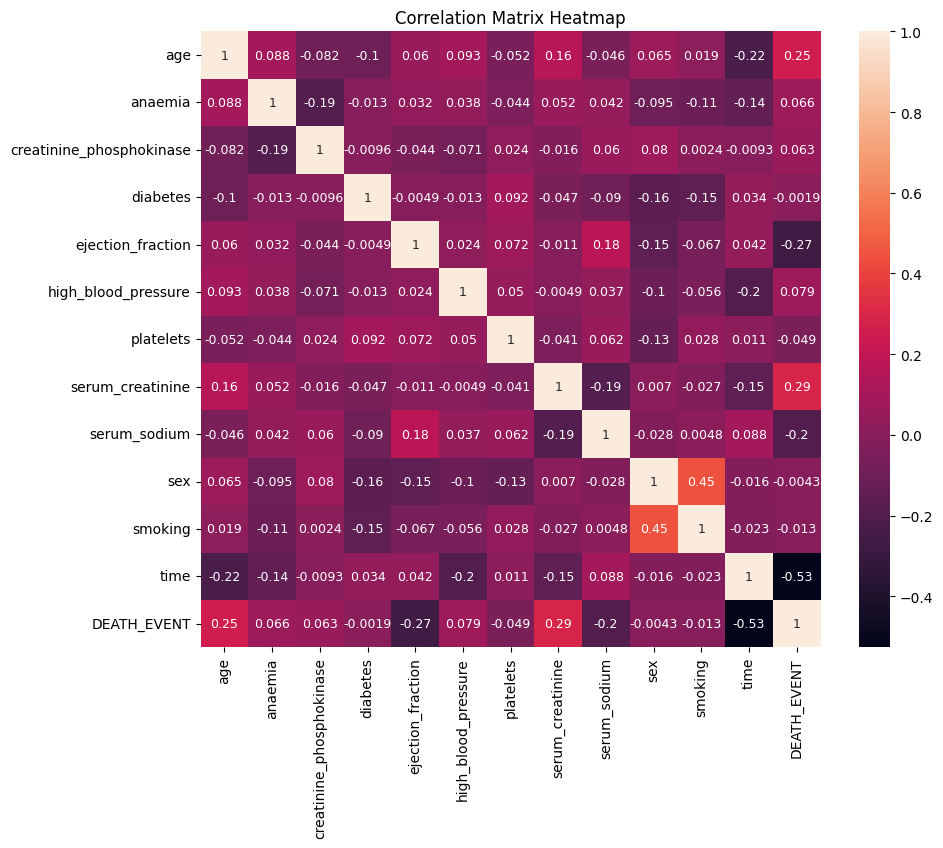 Correlation Matrix Heatmap
age 1 0.088 -0.082 -0.1 0.06 0.093 -0.052 0.16 -0.046 0.065 0.019 -0.22 0.25
anaemia 0.088 1 -0.19 -0.013 0.032 0.038 -0.044 0.052 0.042 -0.095 -0.11 -0.14 0.066
creatinine_phosphokinase -0.082 -0.19 1 -0.0096 -0.044 -0.071 0.024 -0.016 0.06 0.08 0.0024 -0.0093 0.063
diabetes -0.1 -0.013 -0.0096 1 -0.0049 -0.013 0.092 -0.047 -0.09 -0.16 -0.15 0.034 -0.0019
ejection_fraction 0.06 0.032 -0.044 -0.0049 1 0.024 0.072 -0.011 0.18 -0.15 -0.067 0.042 -0.27
high_blood_pressure 0.093 0.038 -0.071 -0.013 0.024 1 0.05 -0.0049 0.037 -0.1 -0.056 -0.2 0.079
platelets -0.052 -0.044 0.024 0.092 0.072 0.05 1 -0.041 0.062 -0.13 0.028 0.011 -0.049
serum_creatinine 0.16 0.052 -0.016 -0.047 -0.011 -0.0049 -0.041 1 -0.19 0.007 -0.027 -0.15 0.29
serum_sodium -0.046 0.042 0.06 -0.09 0.18 0.037 0.062 -0.19 1 -0.028 0.0048 0.088 -0.2
sex 0.065 -0.095 0.08 -0.16 -0.15 -0.1 -0.13 0.007 -0.028 1 0.45 -0.016 -0.0043
smoking 0.019 -0.11 0.0024 -0.15 -0.067 -0.056 0.028 -0.027 0.0048 0.45 1 -0.023 -0.013
time -0.22 -0.14 -0.0093 0.034 0.042 -0.2 0.011 -0.15 0.088 -0.016 -0.023 1 -0.53
DEATH_EVENT 0.25 0.066 0.063 -0.0019 -0.27 0.079 -0.049 0.29 -0.2 -0.0043 -0.013 -0.53 1
age
anaemia
creatinine_phosphokinase
diabetes
ejection_fraction
high_blood_pressure
platelets
serum_creatinine
serum_sodium
sex
smoking
time
DEATH_EVENT
1.0
0.8
0.6
0.4
0.2
0.0
−0.2
−0.4